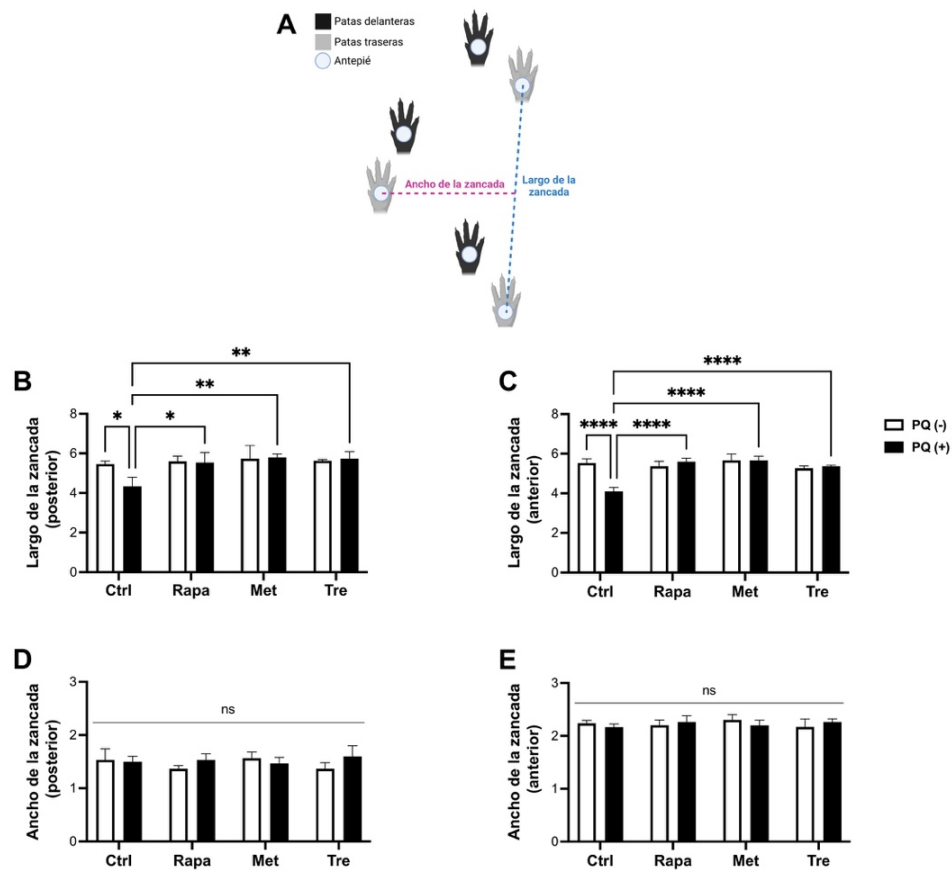 A
Patas delanteras
Patas traseras
Antepié
Ancho de la zancada
Largo de la
zancada
B
**
**
*
*
Largo de la zancada
(posterior)
8
6
4
2
0
Ctrl
Rapa
Met
Tre
C
****
****
****
****
Largo de la zancada
(anterior)
8
6
4
2
0
Ctrl
Rapa
Met
Tre
PQ (-)
PQ (+)
D
ns
Ancho de la zancada
(posterior)
3
2
1
0
Ctrl
Rapa
Met
Tre
E
ns
Ancho de la zancada
(anterior)
3
2
1
0
Ctrl
Rapa
Met
Tre